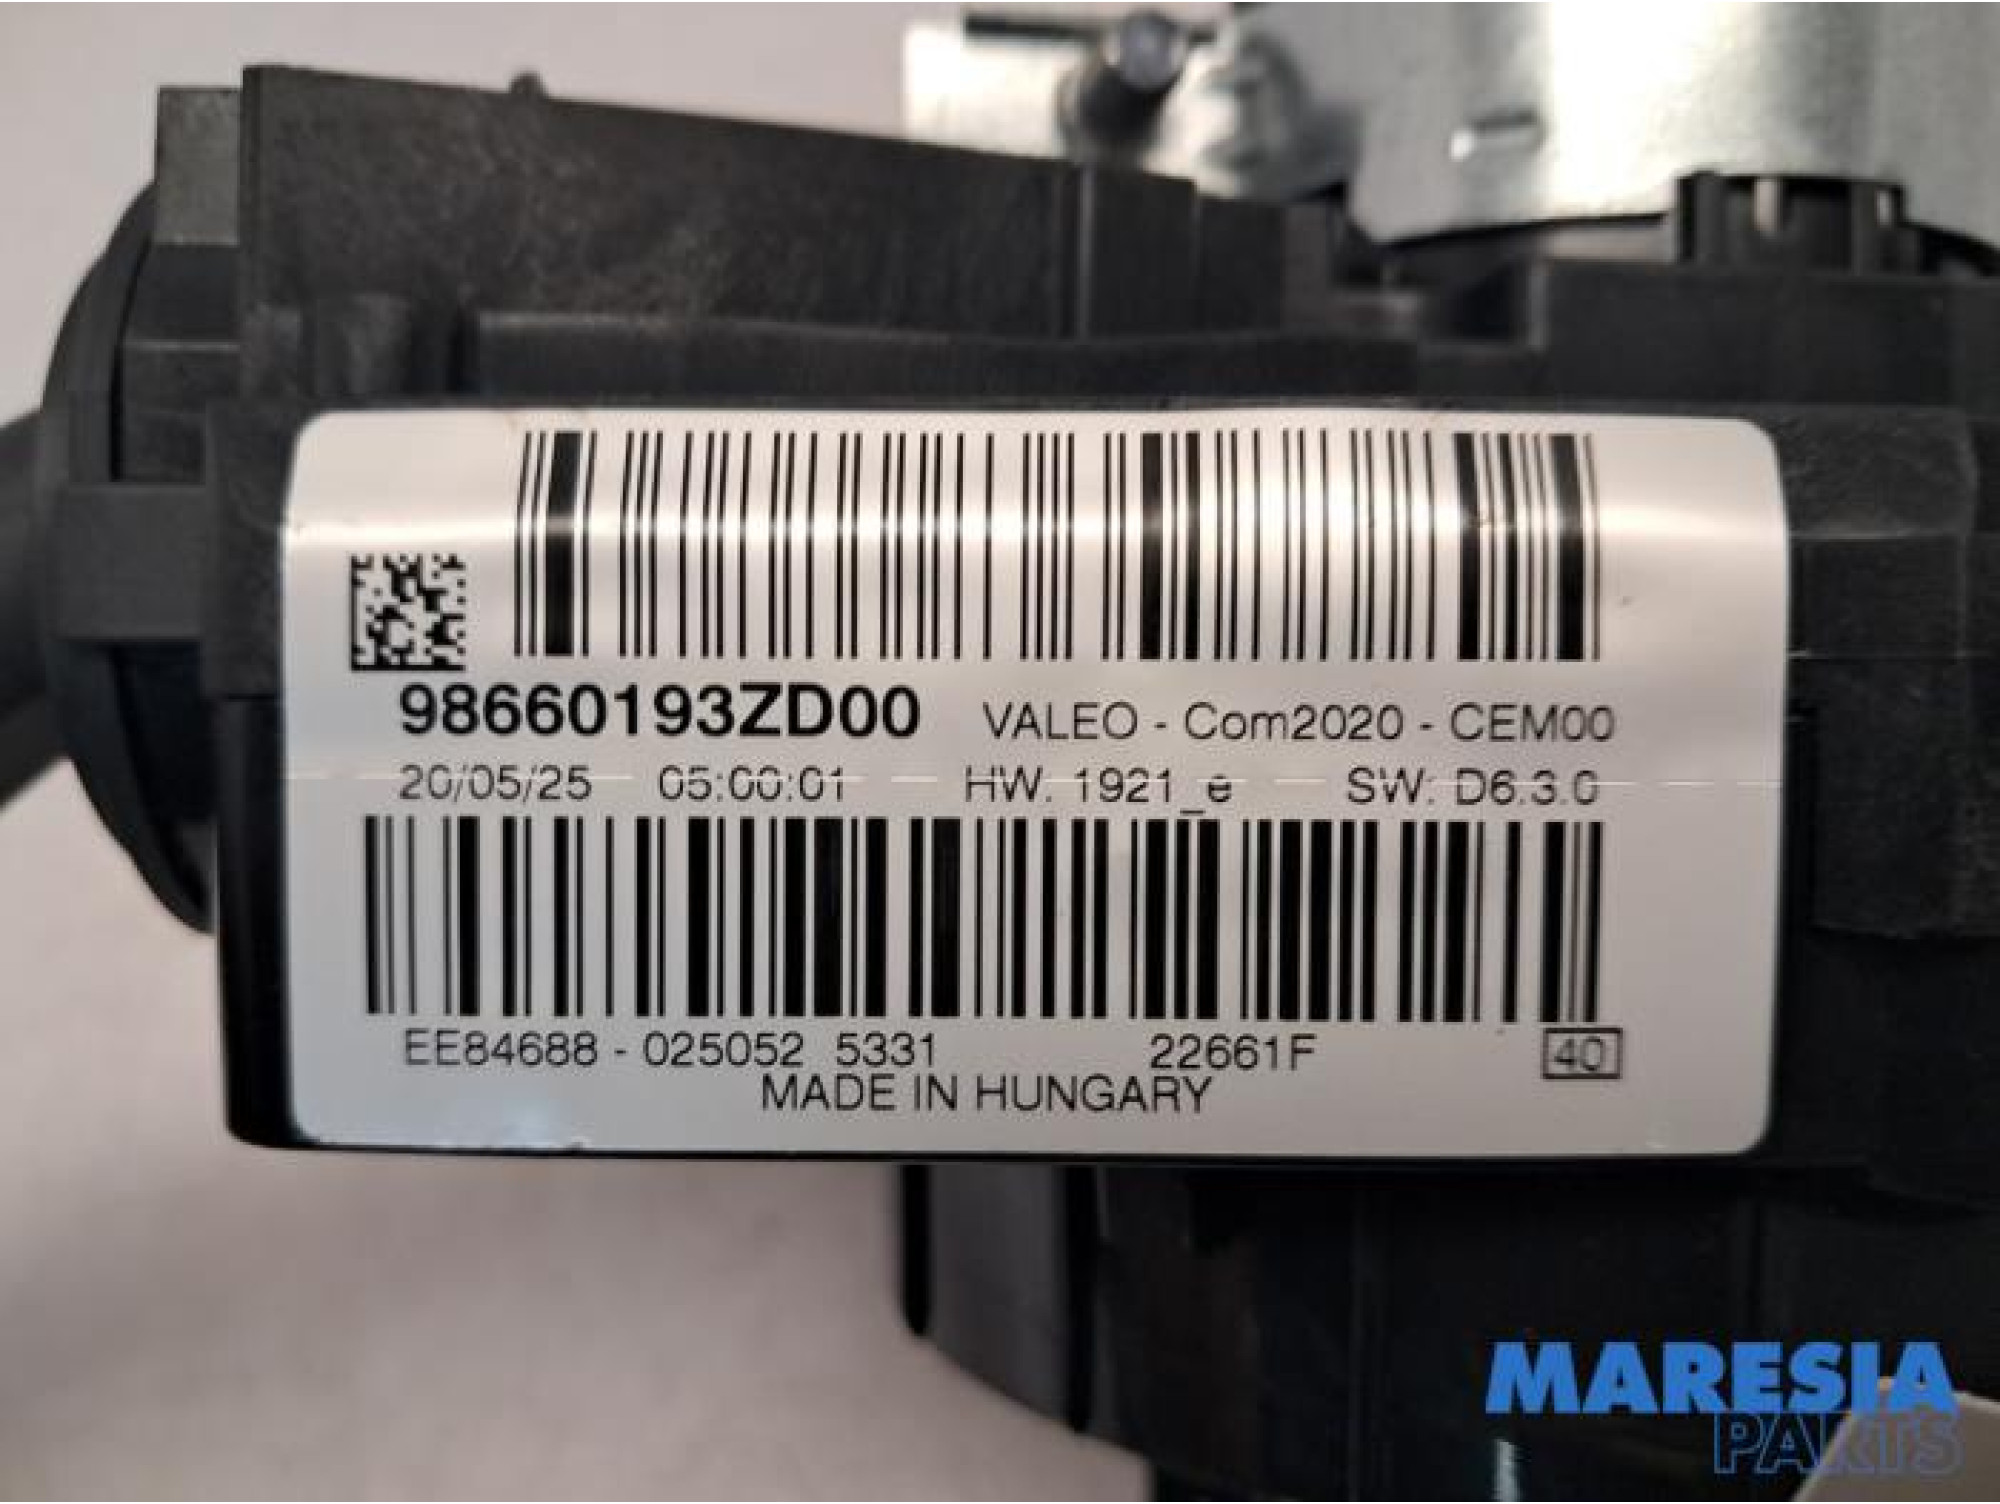 98660193ZD00 VALEO - Com2020 - CEM00
20/05/25 05:00:01 HW: 1921_e SW: D6.3.0
EE84688 - 025052 5331 22661F 40
MADE IN HUNGARY
MARESIA
PARTS